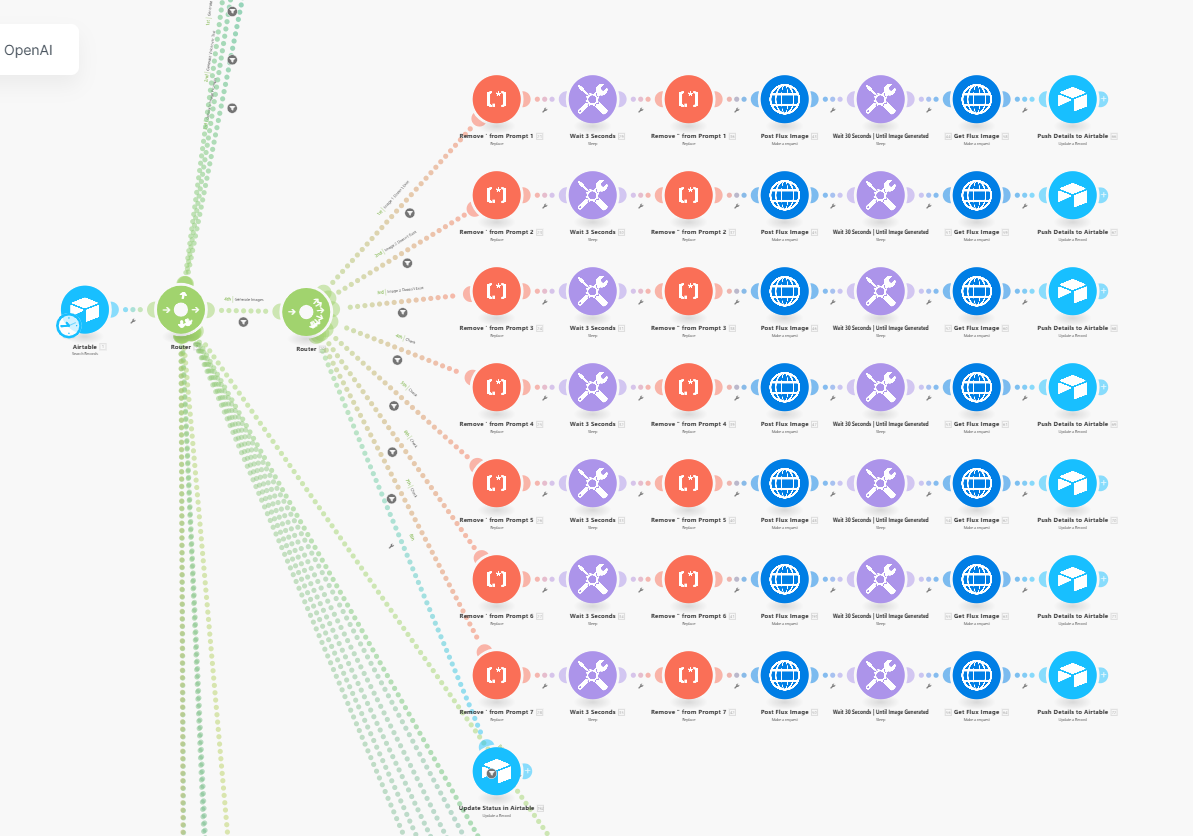 OpenAI
Remove " from Prompt 1
Replace
Wait 3 Seconds
Sleep
Remove " from Prompt 1
Replace
Post Flux Image
Make a request
Wait 30 Seconds | Until Image Generated
Sleep
Get Flux Image
Make a request
Push Details to Airtable
Update a Record
Remove " from Prompt 2
Replace
Wait 3 Seconds
Sleep
Remove " from Prompt 2
Replace
Post Flux Image
Make a request
Wait 30 Seconds | Until Image Generated
Sleep
Get Flux Image
Make a request
Push Details to Airtable
Update a Record
Generate Images
Airtable
Search Records
Router
Router
Remove " from Prompt 3
Replace
Wait 3 Seconds
Sleep
Remove " from Prompt 3
Replace
Post Flux Image
Make a request
Wait 30 Seconds | Until Image Generated
Sleep
Get Flux Image
Make a request
Push Details to Airtable
Update a Record
Remove " from Prompt 4
Replace
Wait 3 Seconds
Sleep
Remove " from Prompt 4
Replace
Post Flux Image
Make a request
Wait 30 Seconds | Until Image Generated
Sleep
Get Flux Image
Make a request
Push Details to Airtable
Update a Record
Remove " from Prompt 5
Replace
Wait 3 Seconds
Sleep
Remove " from Prompt 5
Replace
Post Flux Image
Make a request
Wait 30 Seconds | Until Image Generated
Sleep
Get Flux Image
Make a request
Push Details to Airtable
Update a Record
Remove " from Prompt 6
Replace
Wait 3 Seconds
Sleep
Remove " from Prompt 6
Replace
Post Flux Image
Make a request
Wait 30 Seconds | Until Image Generated
Sleep
Get Flux Image
Make a request
Push Details to Airtable
Update a Record
Remove " from Prompt 7
Replace
Wait 3 Seconds
Sleep
Remove " from Prompt 7
Replace
Post Flux Image
Make a request
Wait 30 Seconds | Until Image Generated
Sleep
Get Flux Image
Make a request
Push Details to Airtable
Update a Record
Update Status in Airtable
Update a Record